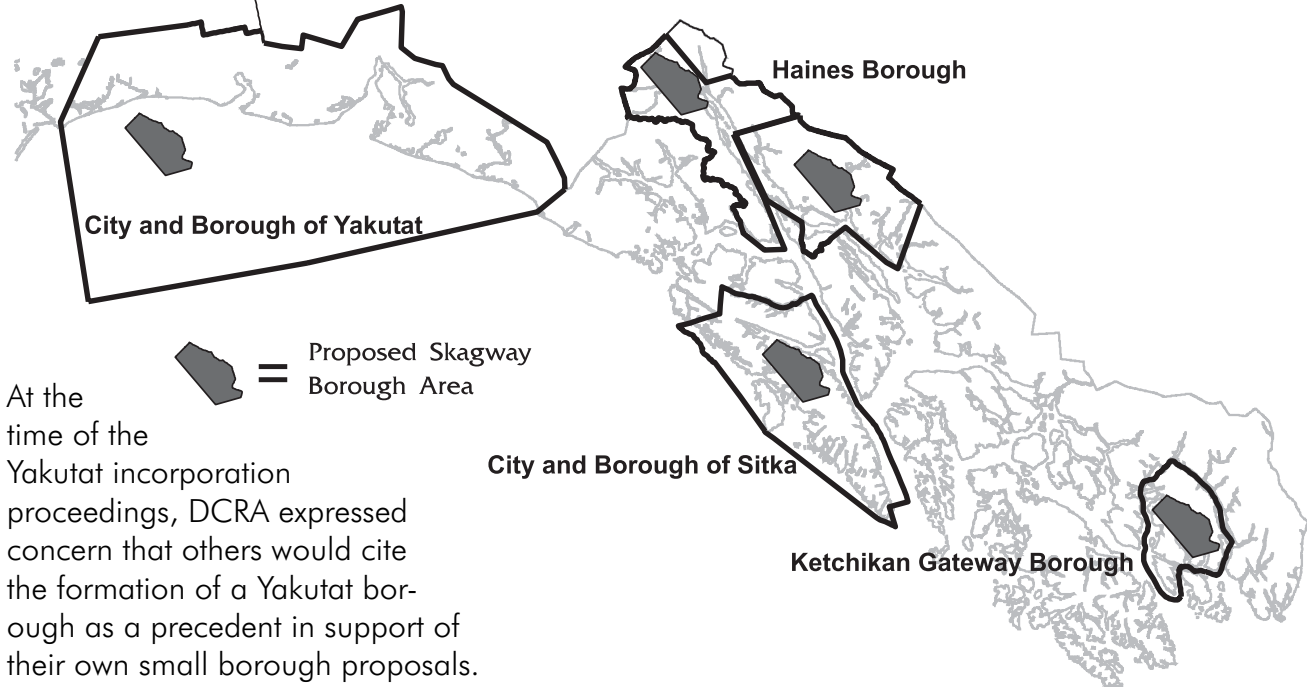 Haines Borough
City and Borough of Yakutat
=
Proposed Skagway
Borough Area
City and Borough of Sitka
Ketchikan Gateway Borough
At the
time of the
Yakutat incorporation
proceedings, DCRA expressed
concern that others would cite
the formation of a Yakutat bor-
ough as a precedent in support of
their own small borough proposals.